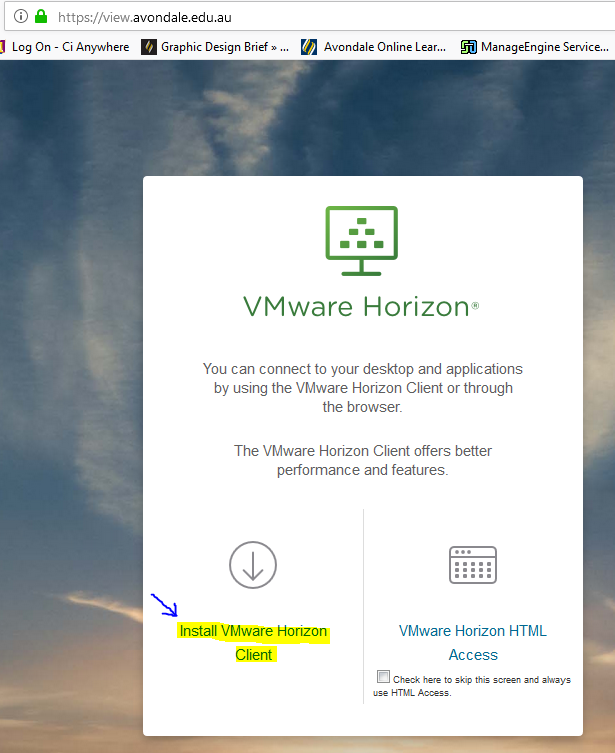 https://view.avondale.edu.au
Log On - Ci Anywhere Graphic Design Brief » ... Avondale Online Lear... ManageEngine Service...
VMware Horizon®
You can connect to your desktop and applications
by using the VMware Horizon Client or through
the browser.
The VMware Horizon Client offers better
performance and features.
Install VMware Horizon
Client
VMware Horizon HTML
Access
Check here to skip this screen and always
use HTML Access.